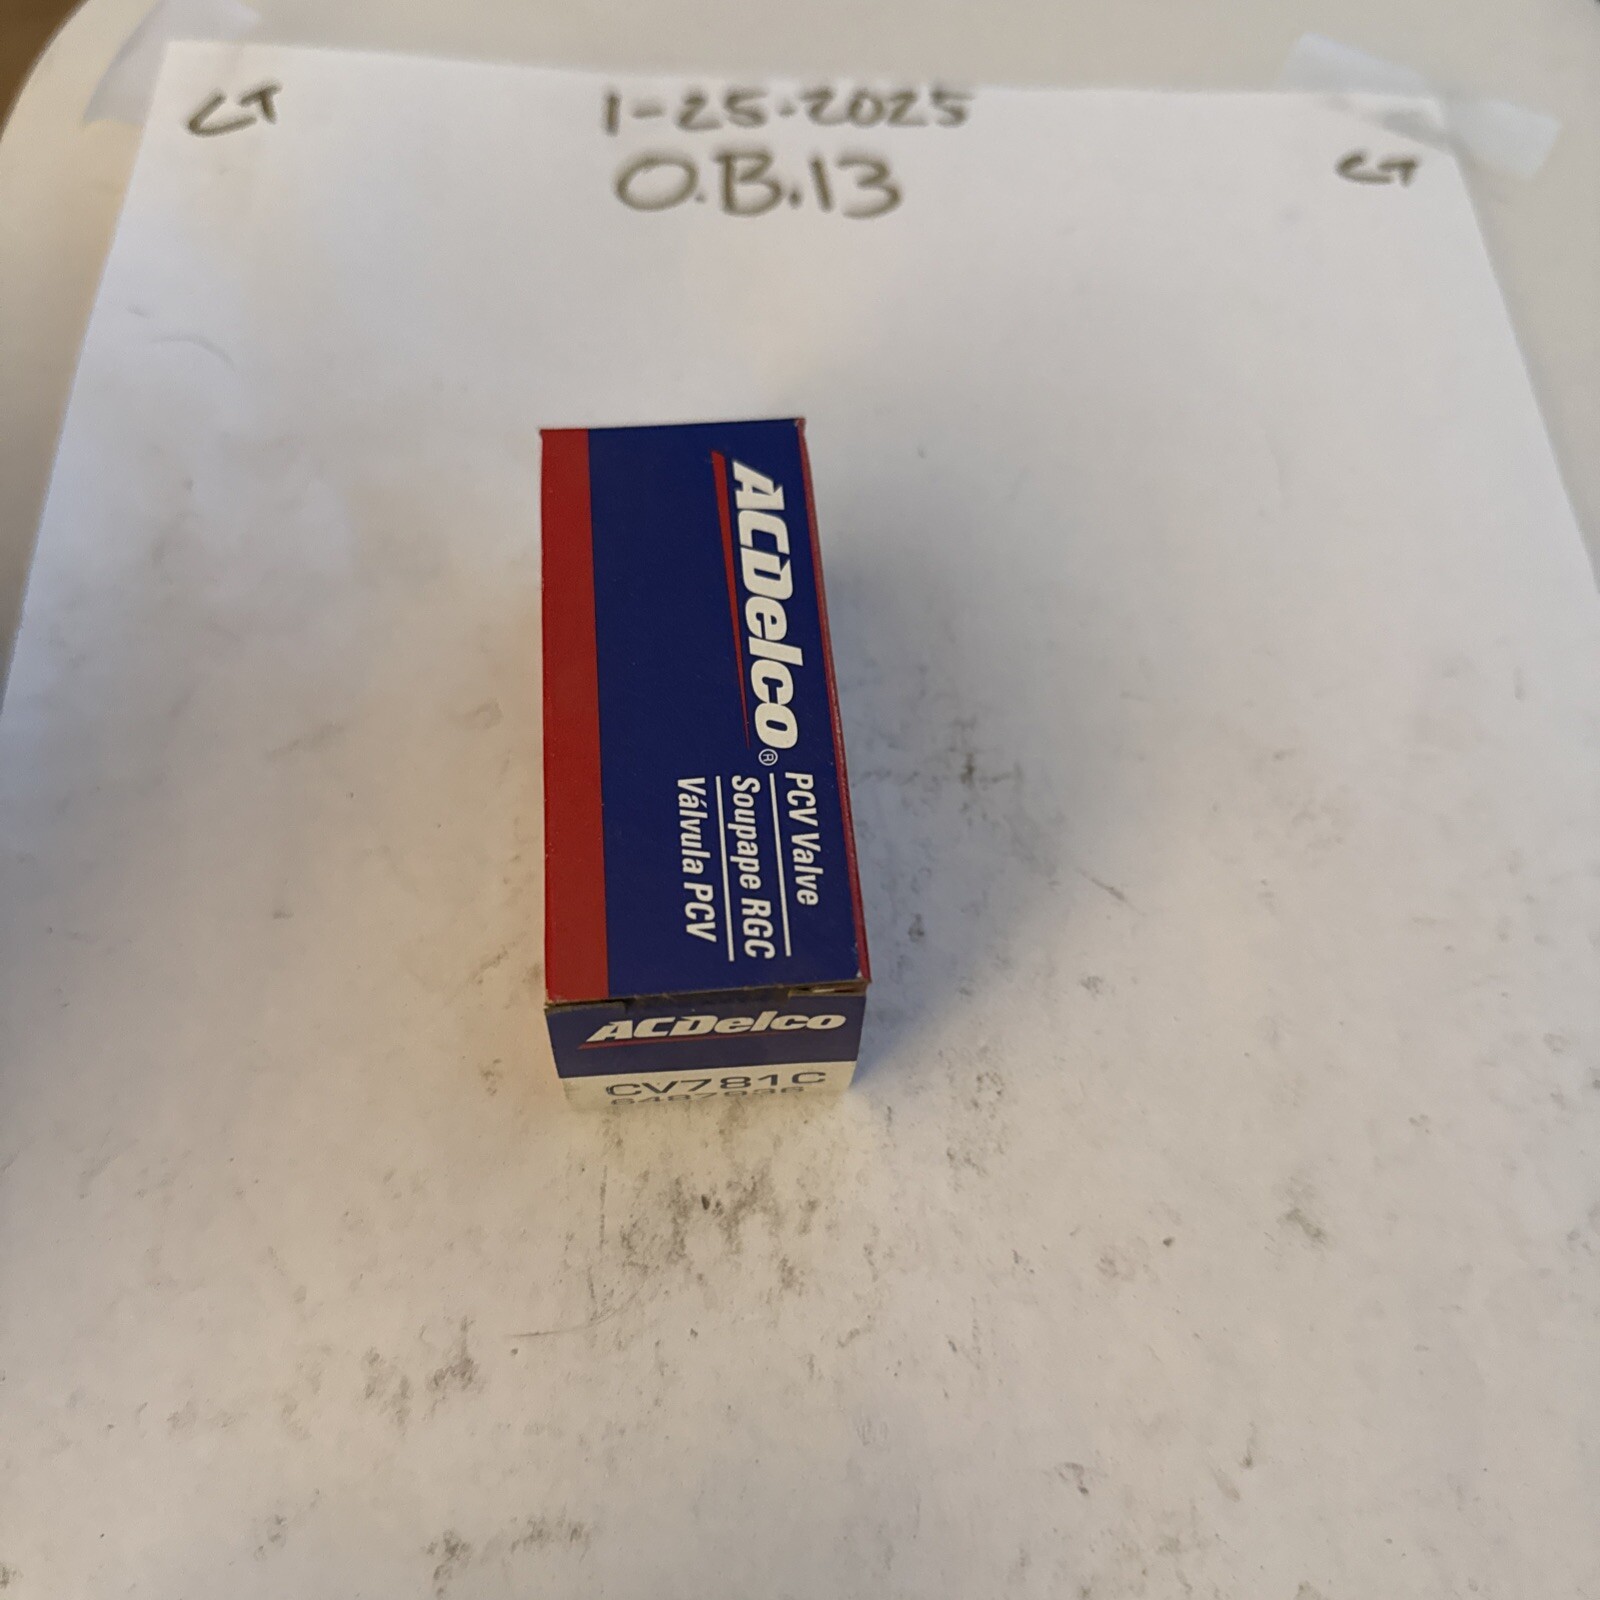 CT
1-25-2025
CT
O.B.13
ACDelco®
PCV Valve
Soupape RGC
Válvula PCV
ACDelco
CV781C